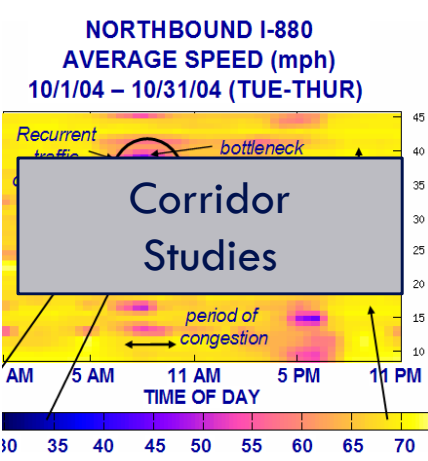 NORTHBOUND I-880
AVERAGE SPEED (mph)
10/1/04 – 10/31/04 (TUE-THUR)
45
Recurrent
bottleneck
40
Corridor
Studies
35
30
25
20
period of
congestion
15
10
AM 5 AM 11 AM 5 PM 11 PM
TIME OF DAY
30 35 40 45 50 55 60 65 70